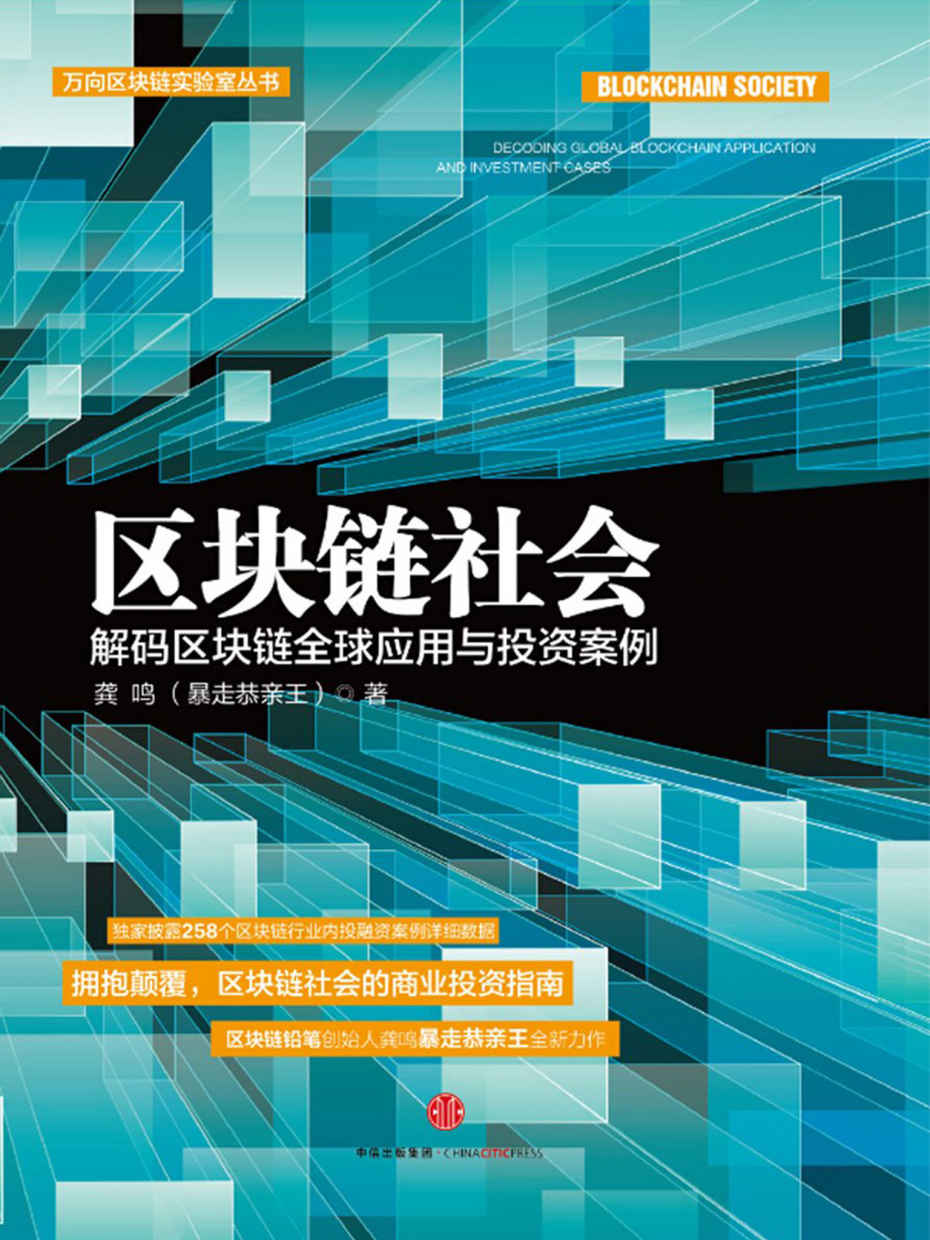 万向区块链实验室丛书
BLOCKCHAIN SOCIETY
DECODING GLOBAL BLOCKCHAIN APPLICATION
AND INVESTMENT CASES
区块链社会
解码区块链全球应用与投资案例
龚 鸣（暴走恭亲王）◎ 著
独家披露258个区块链行业内投融资案例详细数据
拥抱颠覆，区块链社会的商业投资指南
区块链铅笔创始人龚鸣暴走恭亲王全新力作
中信出版集团·CHINACITICPRESS